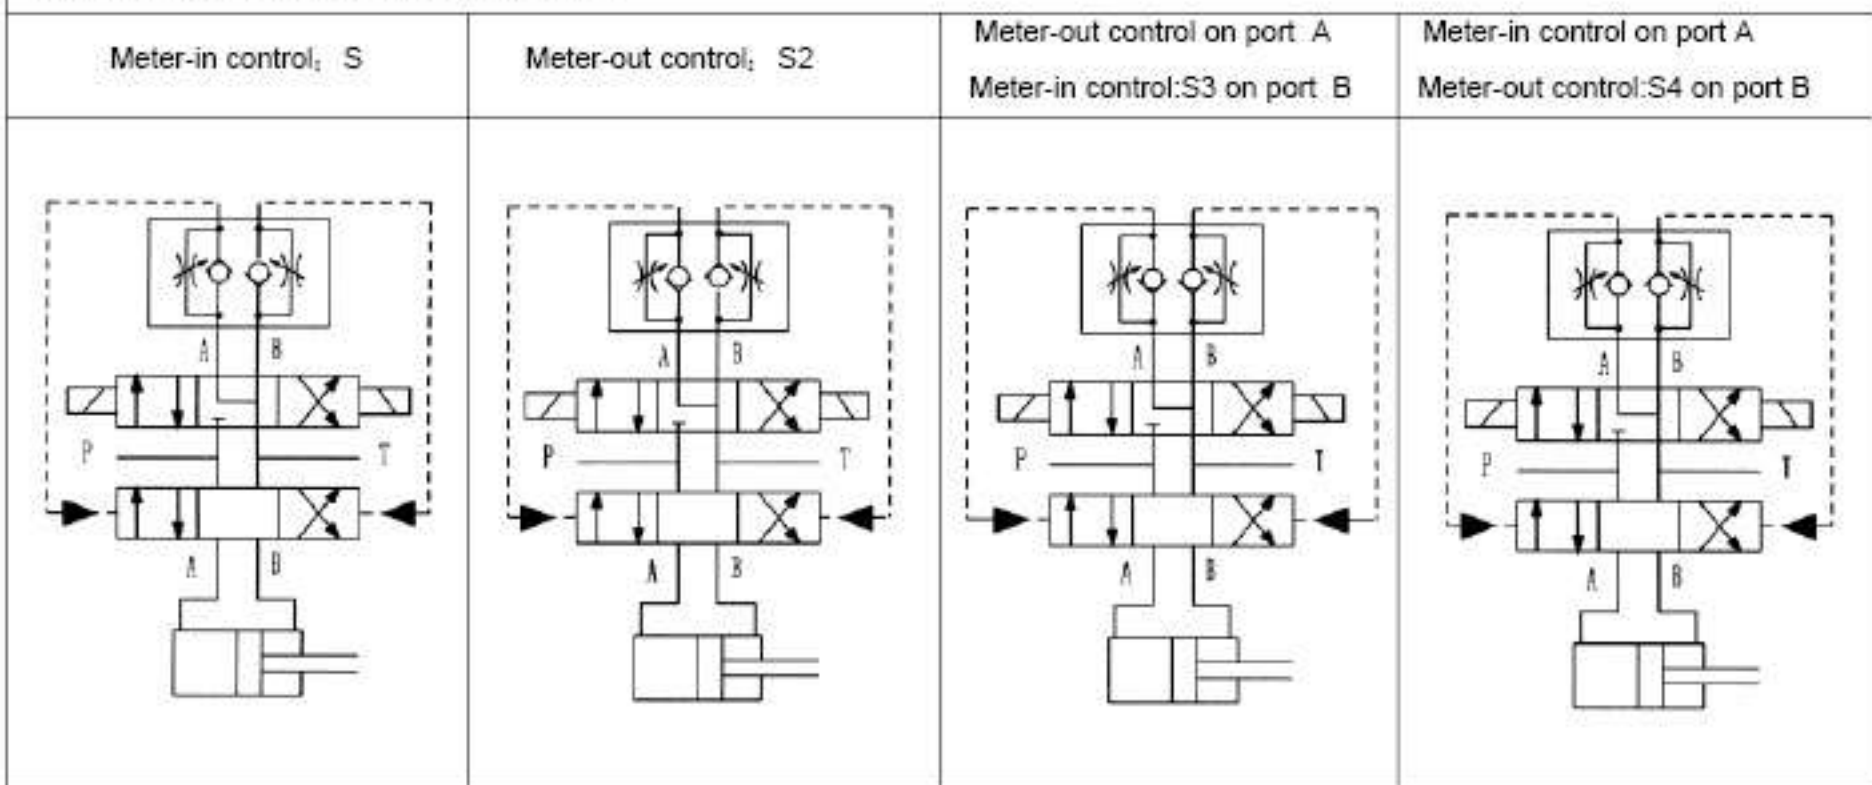 Meter-in control: S
Meter-out control: S2
Meter-out control on port A
Meter-in control:S3 on port B
Meter-in control on port A
Meter-out control:S4 on port B
A B
P T
A B
A B
P T
A B
A B
P T
A B
A B
P T
A B